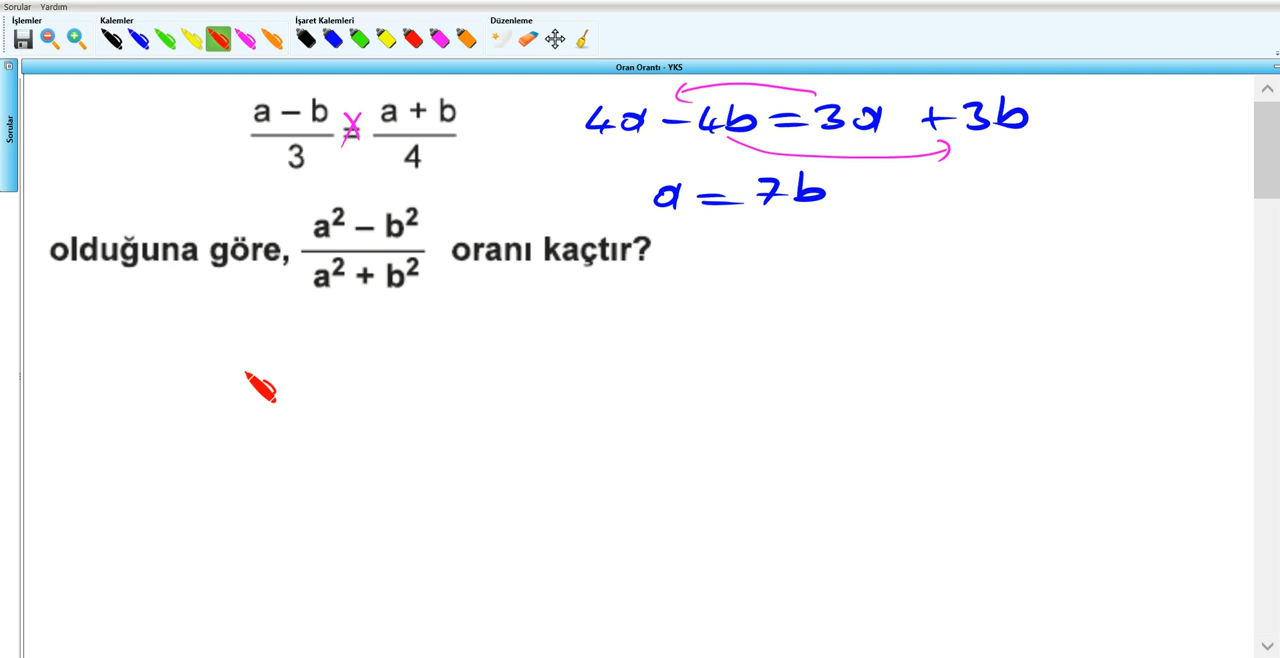 Sorular Yardım
İşlemler Kalemler İşaret Kalemleri Düzenleme
Oran Orantı - YKS
Sorular
a – b / 3 = a + b / 4
4a – 4b = 3a + 3b
a = 7b
olduğuna göre, a² – b² / a² + b² oranı kaçtır?